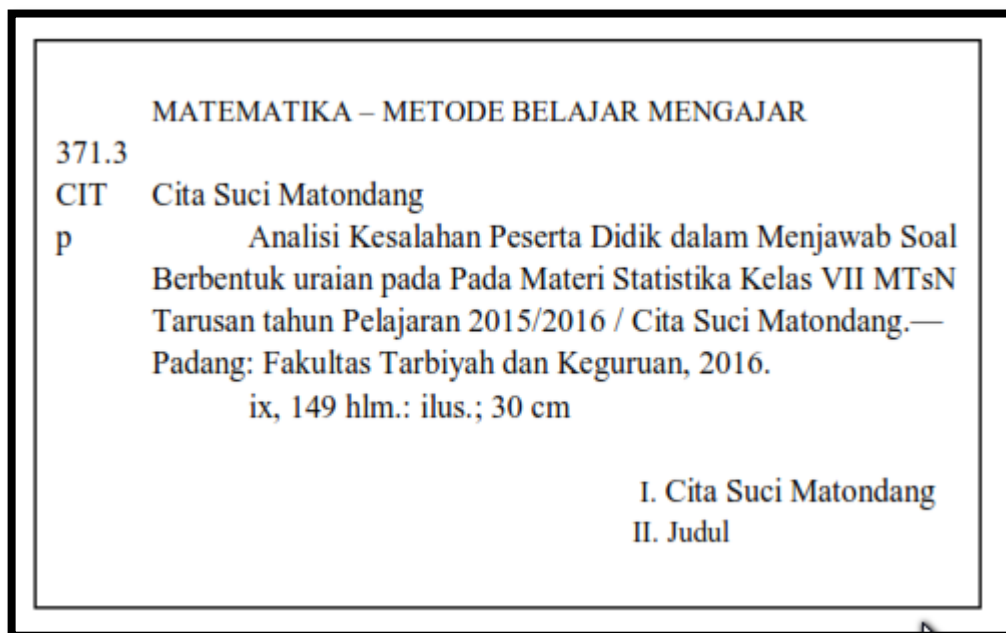 MATEMATIKA – METODE BELAJAR MENGAJAR
371.3
CIT Cita Suci Matondang
p Analisi Kesalahan Peserta Didik dalam Menjawab Soal
Berbentuk uraian pada Pada Materi Statistika Kelas VII MTsN
Tarusan tahun Pelajaran 2015/2016 / Cita Suci Matondang.—
Padang: Fakultas Tarbiyah dan Keguruan, 2016.
ix, 149 hlm.: ilus.; 30 cm
I. Cita Suci Matondang
II. Judul